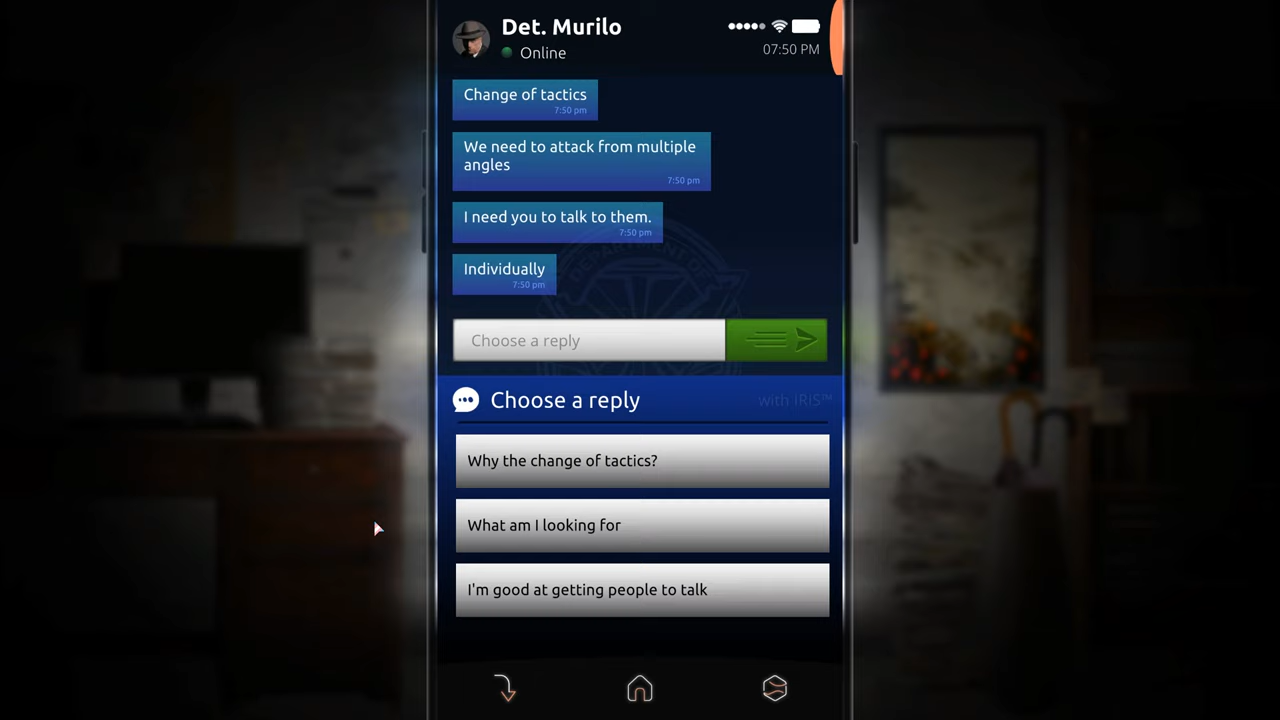 Det. Murilo
Online
07:50 PM
Change of tactics
7:50 pm
We need to attack from multiple
angles
7:50 pm
I need you to talk to them.
7:50 pm
Individually
7:50 pm
DEPARTMENT OF
Choose a reply
Choose a reply
with IRIS™
Why the change of tactics?
What am I looking for
I'm good at getting people to talk